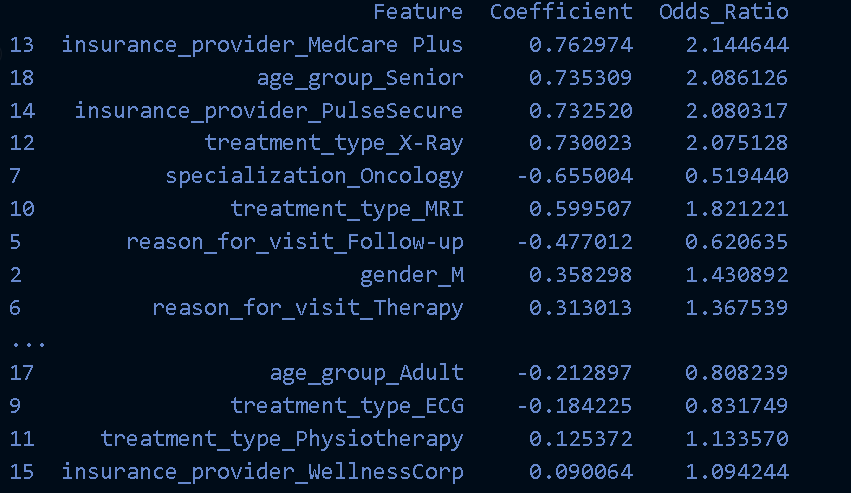 Feature Coefficient Odds_Ratio
13 insurance_provider_MedCare Plus 0.762974 2.144644
18 age_group_Senior 0.735309 2.086126
14 insurance_provider_PulseSecure 0.732520 2.080317
12 treatment_type_X-Ray 0.730023 2.075128
7 specialization_Oncology -0.655004 0.519440
10 treatment_type_MRI 0.599507 1.821221
5 reason_for_visit_Follow-up -0.477012 0.620635
2 gender_M 0.358298 1.430892
6 reason_for_visit_Therapy 0.313013 1.367539
...
17 age_group_Adult -0.212897 0.808239
9 treatment_type_ECG -0.184225 0.831749
11 treatment_type_Physiotherapy 0.125372 1.133570
15 insurance_provider_WellnessCorp 0.090064 1.094244